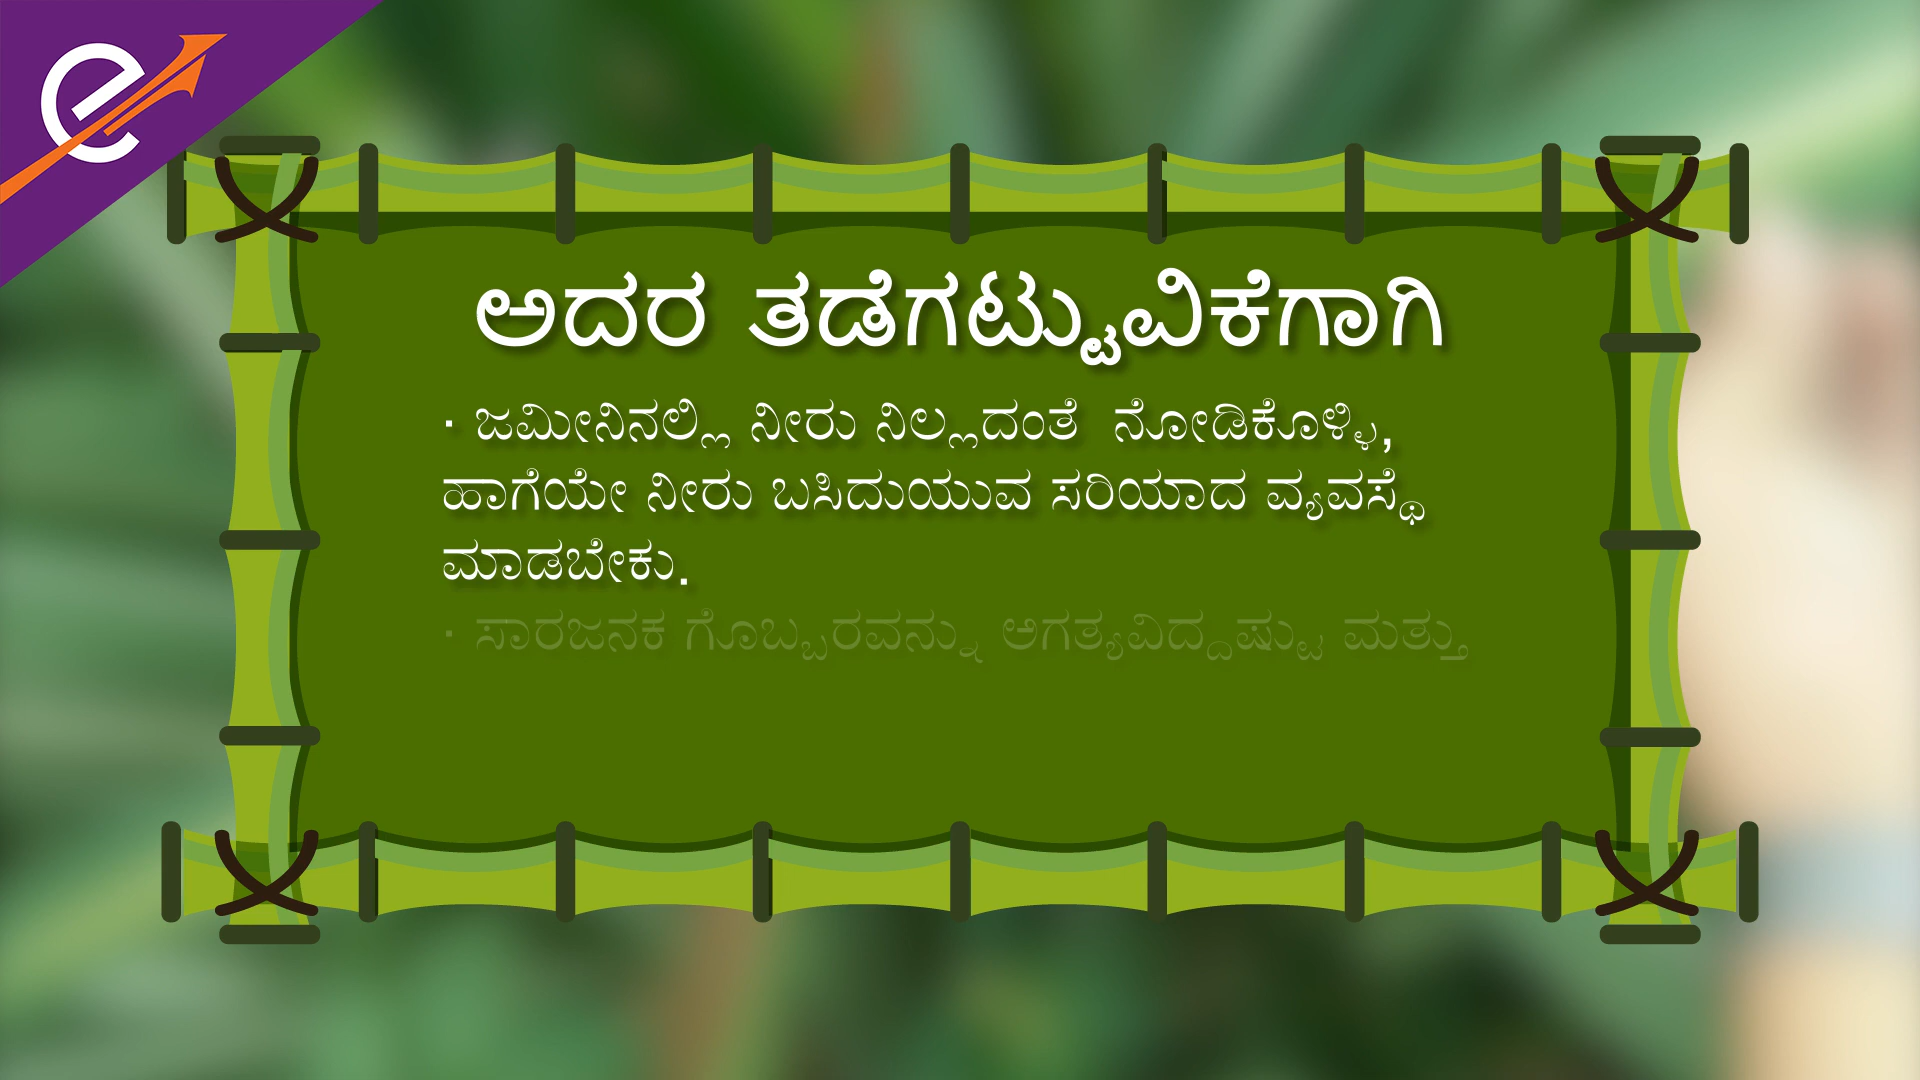 ಅದರ ತಡೆಗಟ್ಟುವಿಕೆಗಾಗಿ
· ಜಮೀನಿನಲ್ಲಿ ನೀರು ನಿಲ್ಲದಂತೆ ನೋಡಿಕೊಳ್ಳಿ,
ಹಾಗೆಯೇ ನೀರು ಬಸಿದುಯುವ ಸರಿಯಾದ ವ್ಯವಸ್ಥೆ
ಮಾಡಬೇಕು.
· ಸಾರಜನಕ ಗೊಬ್ಬರವನ್ನು ಅಗತ್ಯವಿದ್ದಷ್ಟು ಮತ್ತು